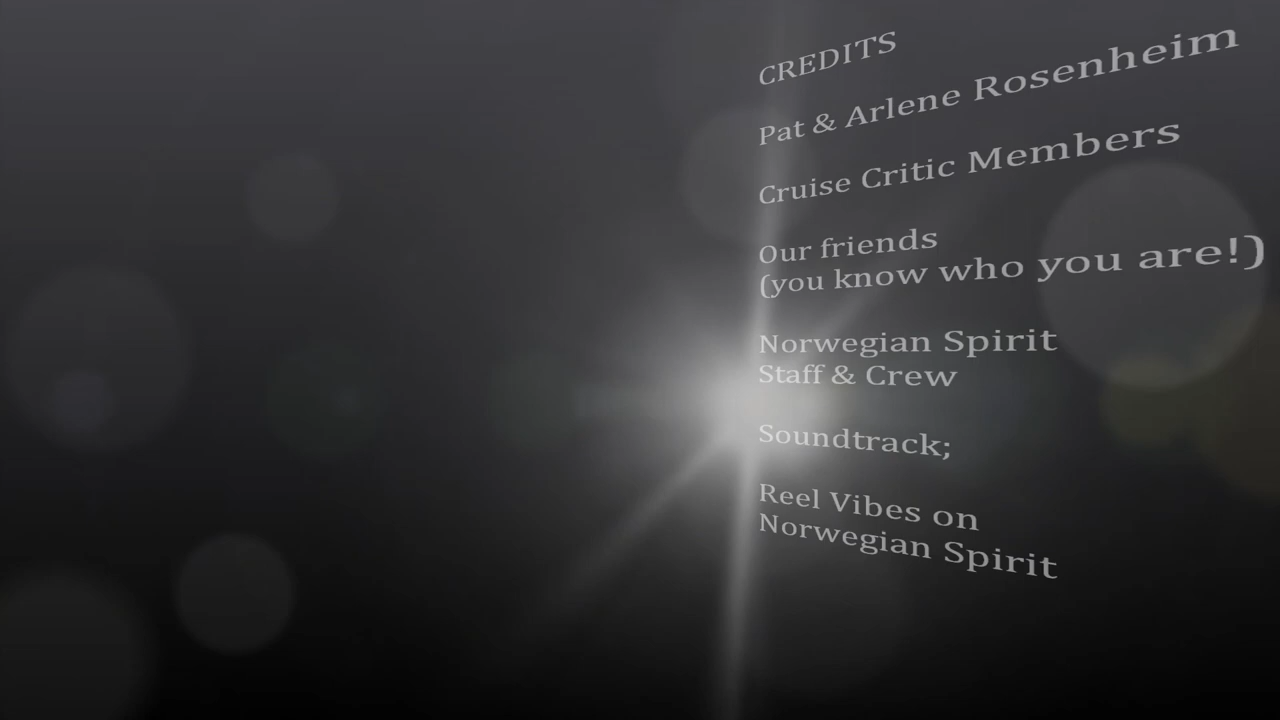 CREDITS
Pat & Arlene Rosenheim
Cruise Critic Members
Our friends
(you know who you are!)
Norwegian Spirit
Staff & Crew
Soundtrack;
Reel Vibes on
Norwegian Spirit